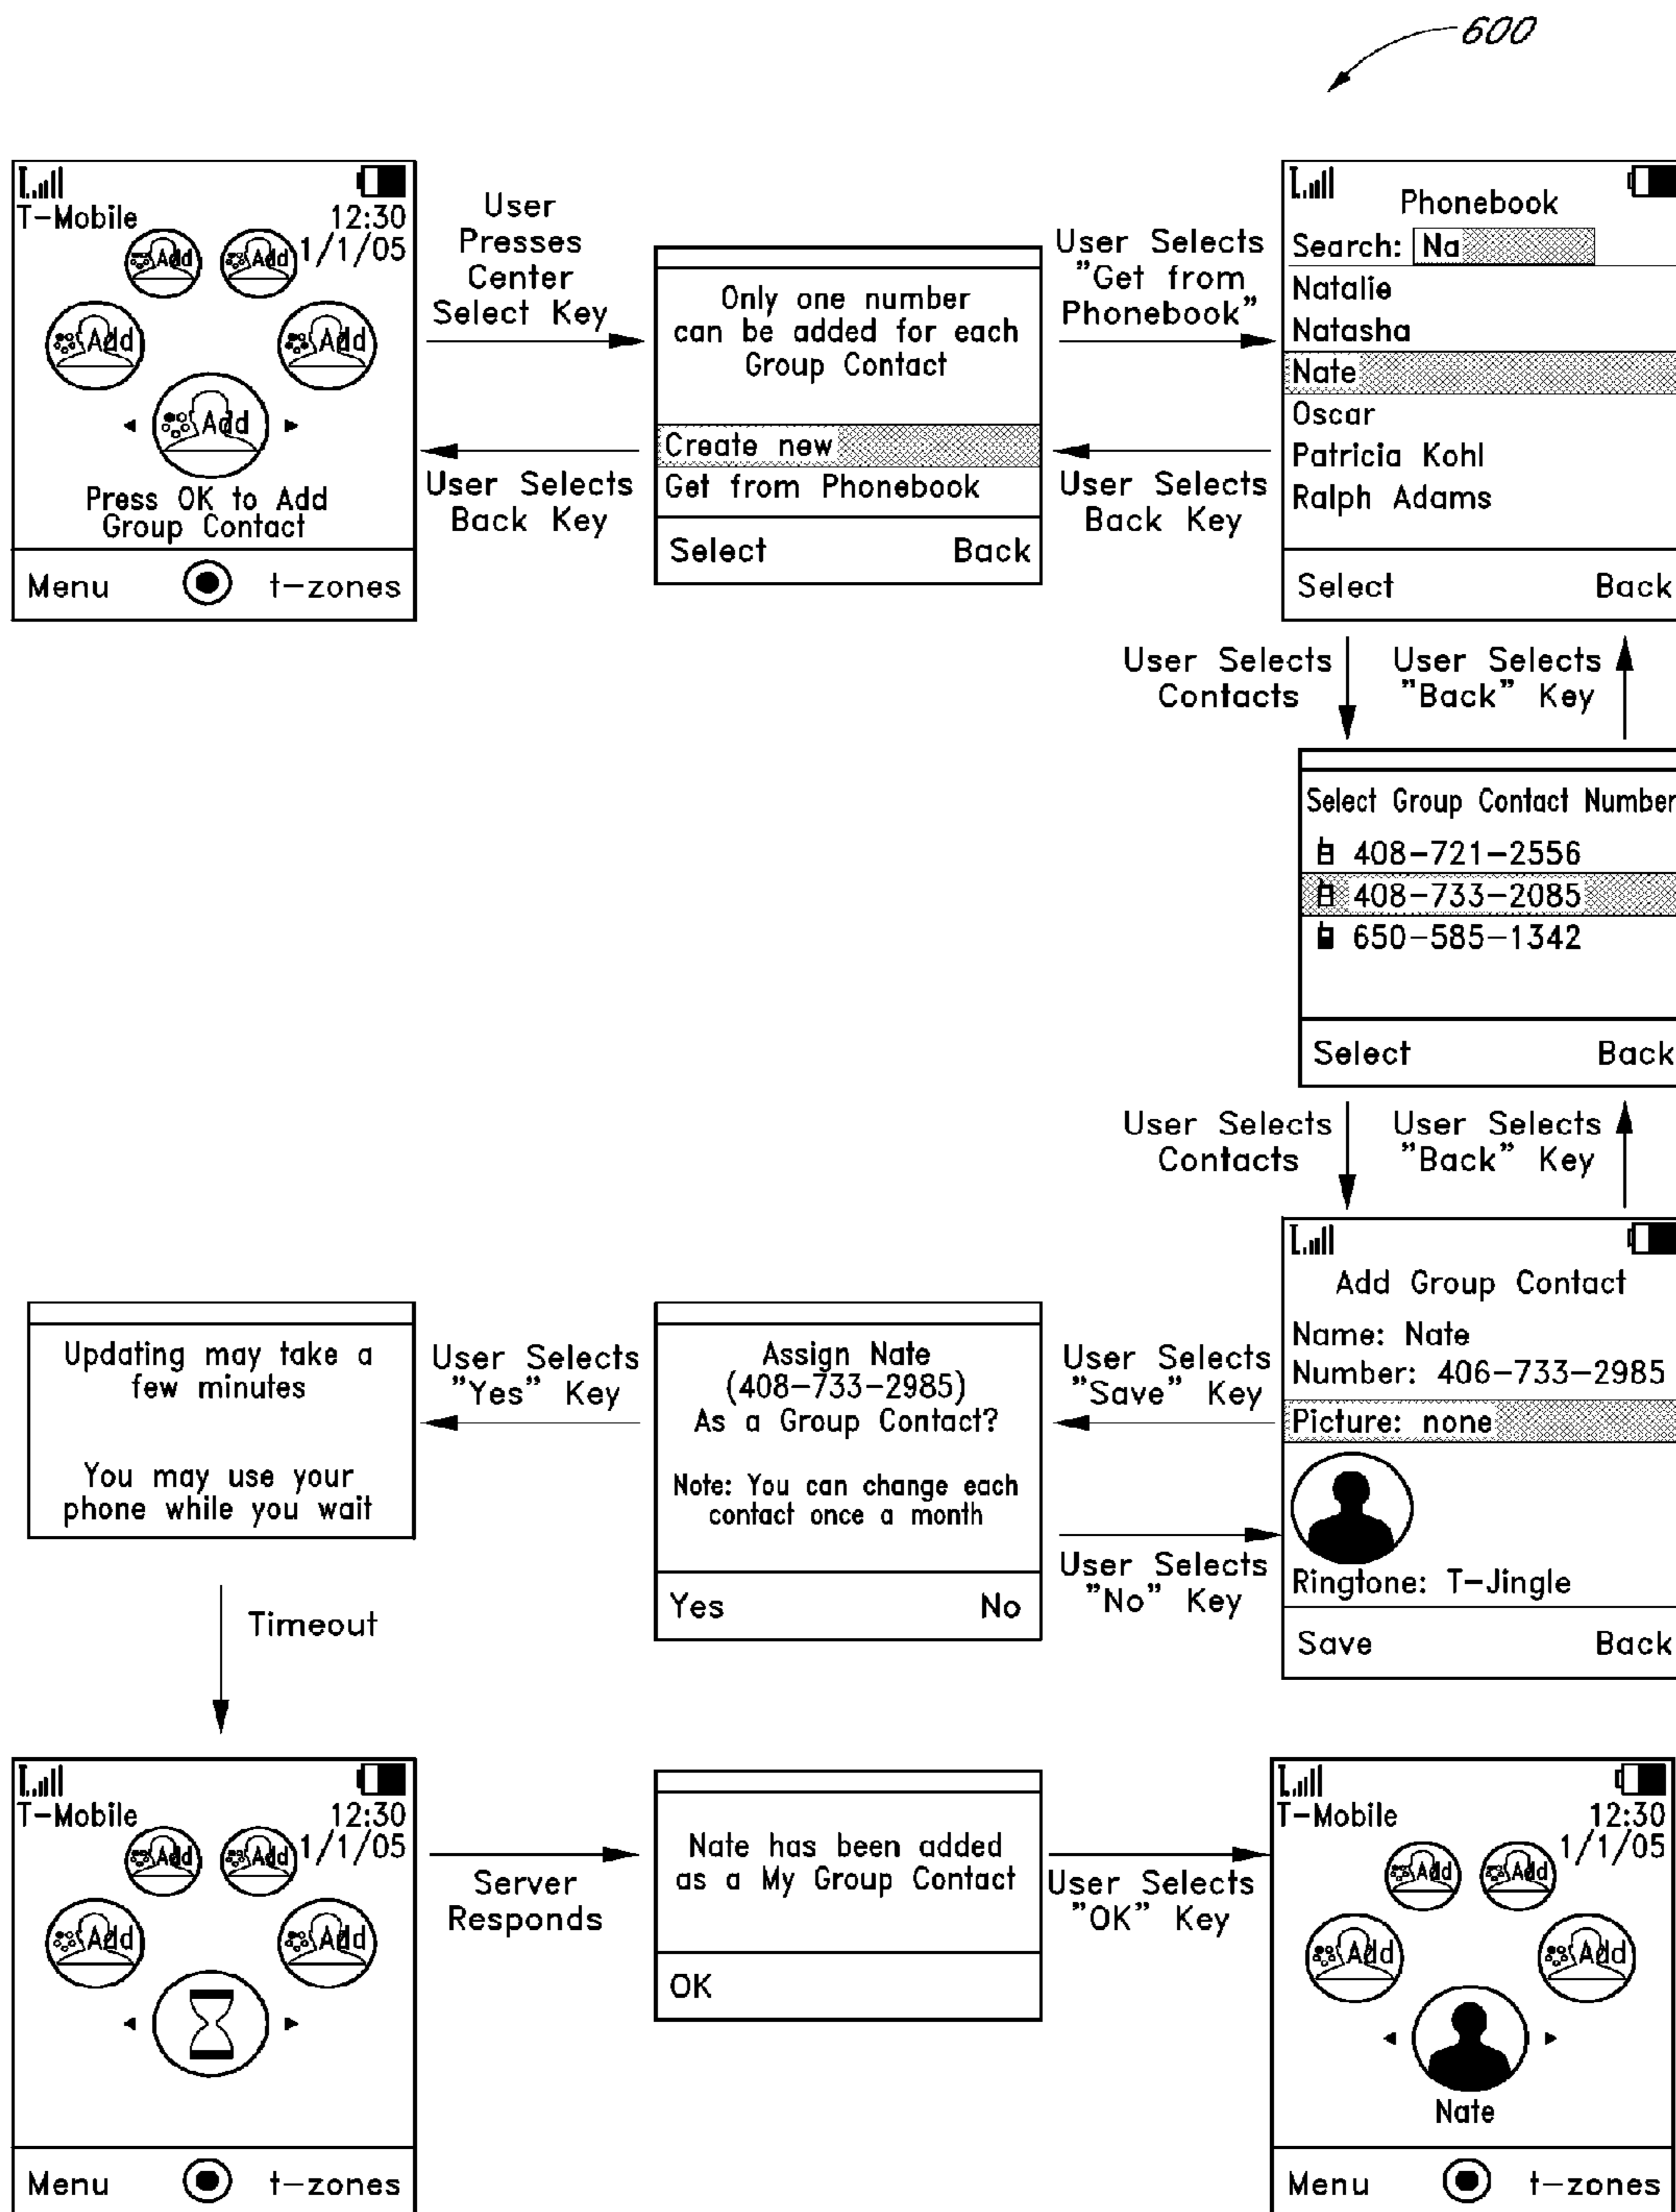 600
T-Mobile
12:30
1/1/05
Add
Add
Add
Add
Add
Press OK to Add
Group Contact
Menu
t-zones
User
Presses
Center
Select Key
User Selects
Back Key
Only one number
can be added for each
Group Contact
Create new
Get from Phonebook
Select
Back
User Selects
"Get from
Phonebook"
User Selects
Back Key
Phonebook
Search: Na
Natalie
Natasha
Nate
Oscar
Patricia Kohl
Ralph Adams
Select
Back
User Selects
Contacts
User Selects
"Back" Key
Select Group Contact Number
408-721-2556
408-733-2085
650-585-1342
Select
Back
User Selects
Contacts
User Selects
"Back" Key
Add Group Contact
Name: Nate
Number: 406-733-2985
Picture: none
Ringtone: T-Jingle
Save
Back
User Selects
"Save" Key
User Selects
"No" Key
Assign Nate
(408-733-2985)
As a Group Contact?
Note: You can change each
contact once a month
Yes
No
User Selects
"Yes" Key
Updating may take a
few minutes
You may use your
phone while you wait
Timeout
T-Mobile
12:30
1/1/05
Add
Add
Add
Add
Menu
t-zones
Server
Responds
Nate has been added
as a My Group Contact
OK
User Selects
"OK" Key
T-Mobile
12:30
1/1/05
Add
Add
Add
Add
Nate
Menu
t-zones